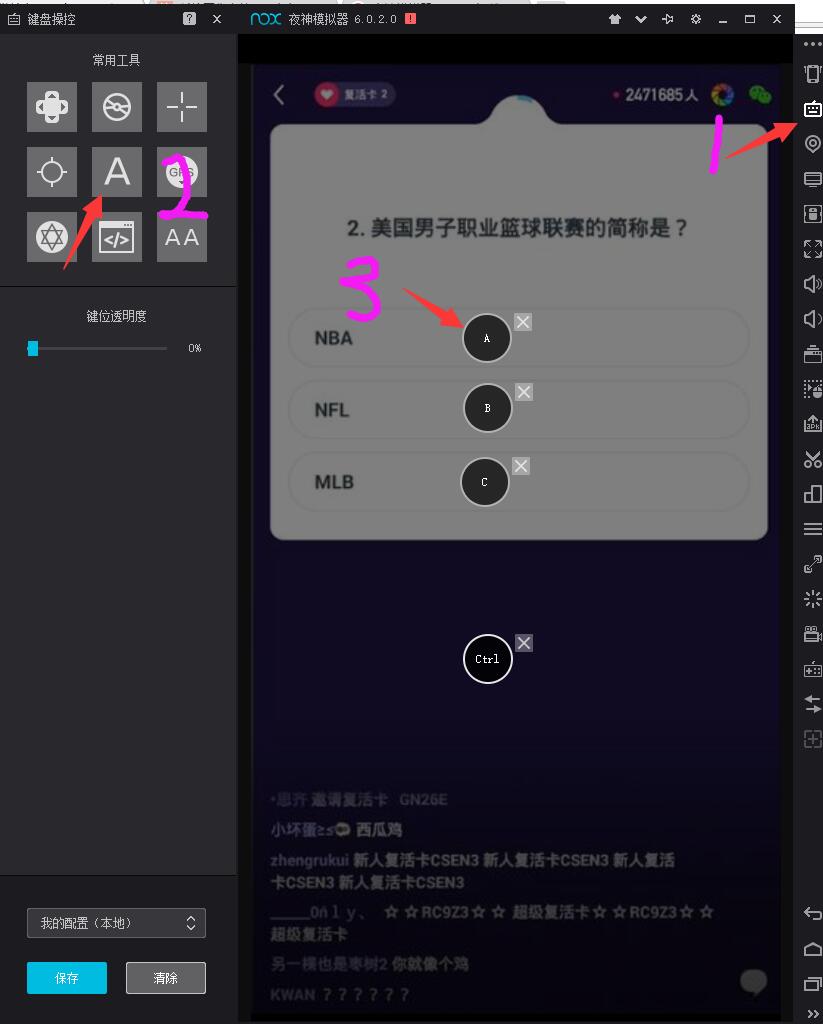 键盘操控
?
nox 夜神模拟器 6.0.2.0
常用工具
A
GPS
</>
AA
键位透明度
0%
我的配置（本地）
保存
清除
复活卡 2
2471685人
1
2
3
2. 美国男子职业篮球联赛的简称是？
NBA
A
NFL
B
MLB
C
Ctrl
•思齐 邀请复活卡 GN26E
小坏蛋≥≤ 西瓜鸡
zhengrukui 新人复活卡CSEN3 新人复活卡CSEN3 新人复活
卡CSEN3 新人复活卡CSEN3
_____0ñly、 ☆☆RC9Z3☆☆ 超级复活卡☆☆RC9Z3☆☆
超级复活卡
另一棵也是枣树2 你就像个鸡
KWAN ？？？？？？